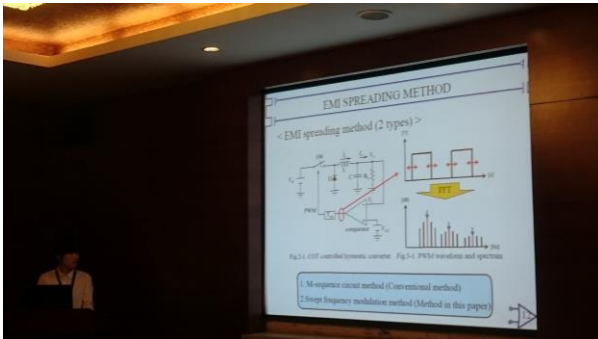 EMI SPREADING METHOD
< EMI spreading method (2 types) >
PWM
comparator
FFT
Fig.2-1. COT controlled hysteretic converter
Fig.3-1. PWM waveform and spectrum
1. M-sequence circuit method (Conventional method)
2.Swept frequency modulation method (Method in this paper)